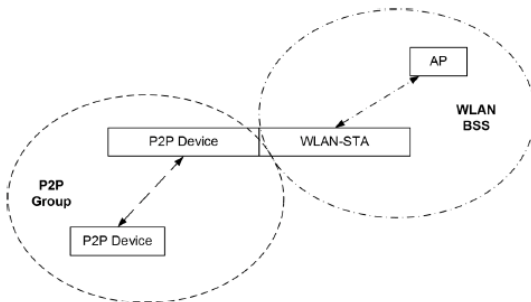 AP
WLAN
BSS
P2P Device
WLAN-STA
P2P
Group
P2P Device